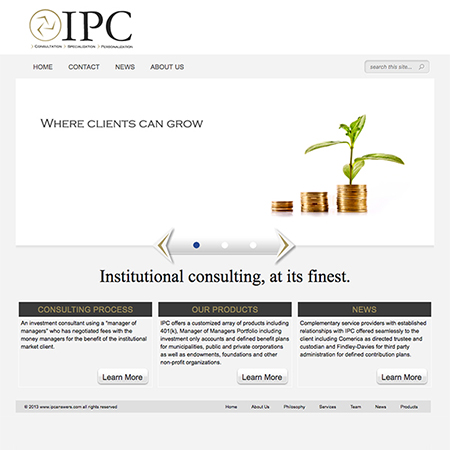 IPC
| CONSULTATION | SPECIALIZATION | PERSONALIZATION
HOME CONTACT NEWS ABOUT US
search this site...
WHERE CLIENTS CAN GROW
Institutional consulting, at its finest.
CONSULTING PROCESS
An investment consultant using a "manager of
managers" who has negotiated fees with the
money managers for the benefit of the institutional
market client.
Learn More
OUR PRODUCTS
IPC offers a customized array of products including
401(k), Manager of Managers Portfolio including
investment only accounts and defined benefit plans
for municipalities, public and private corporations
as well as endowments, foundations and other
non-profit organizations.
Learn More
NEWS
Complementary service providers with established
relationships with IPC offered seamlessly to the
client including Comerica as directed trustee and
custodian and Findley-Davies for third party
administration for defined contribution plans.
Learn More
© 2013 www.ipcanswers.com all rights reserved
Home About Us Philosophy Services Team News Products